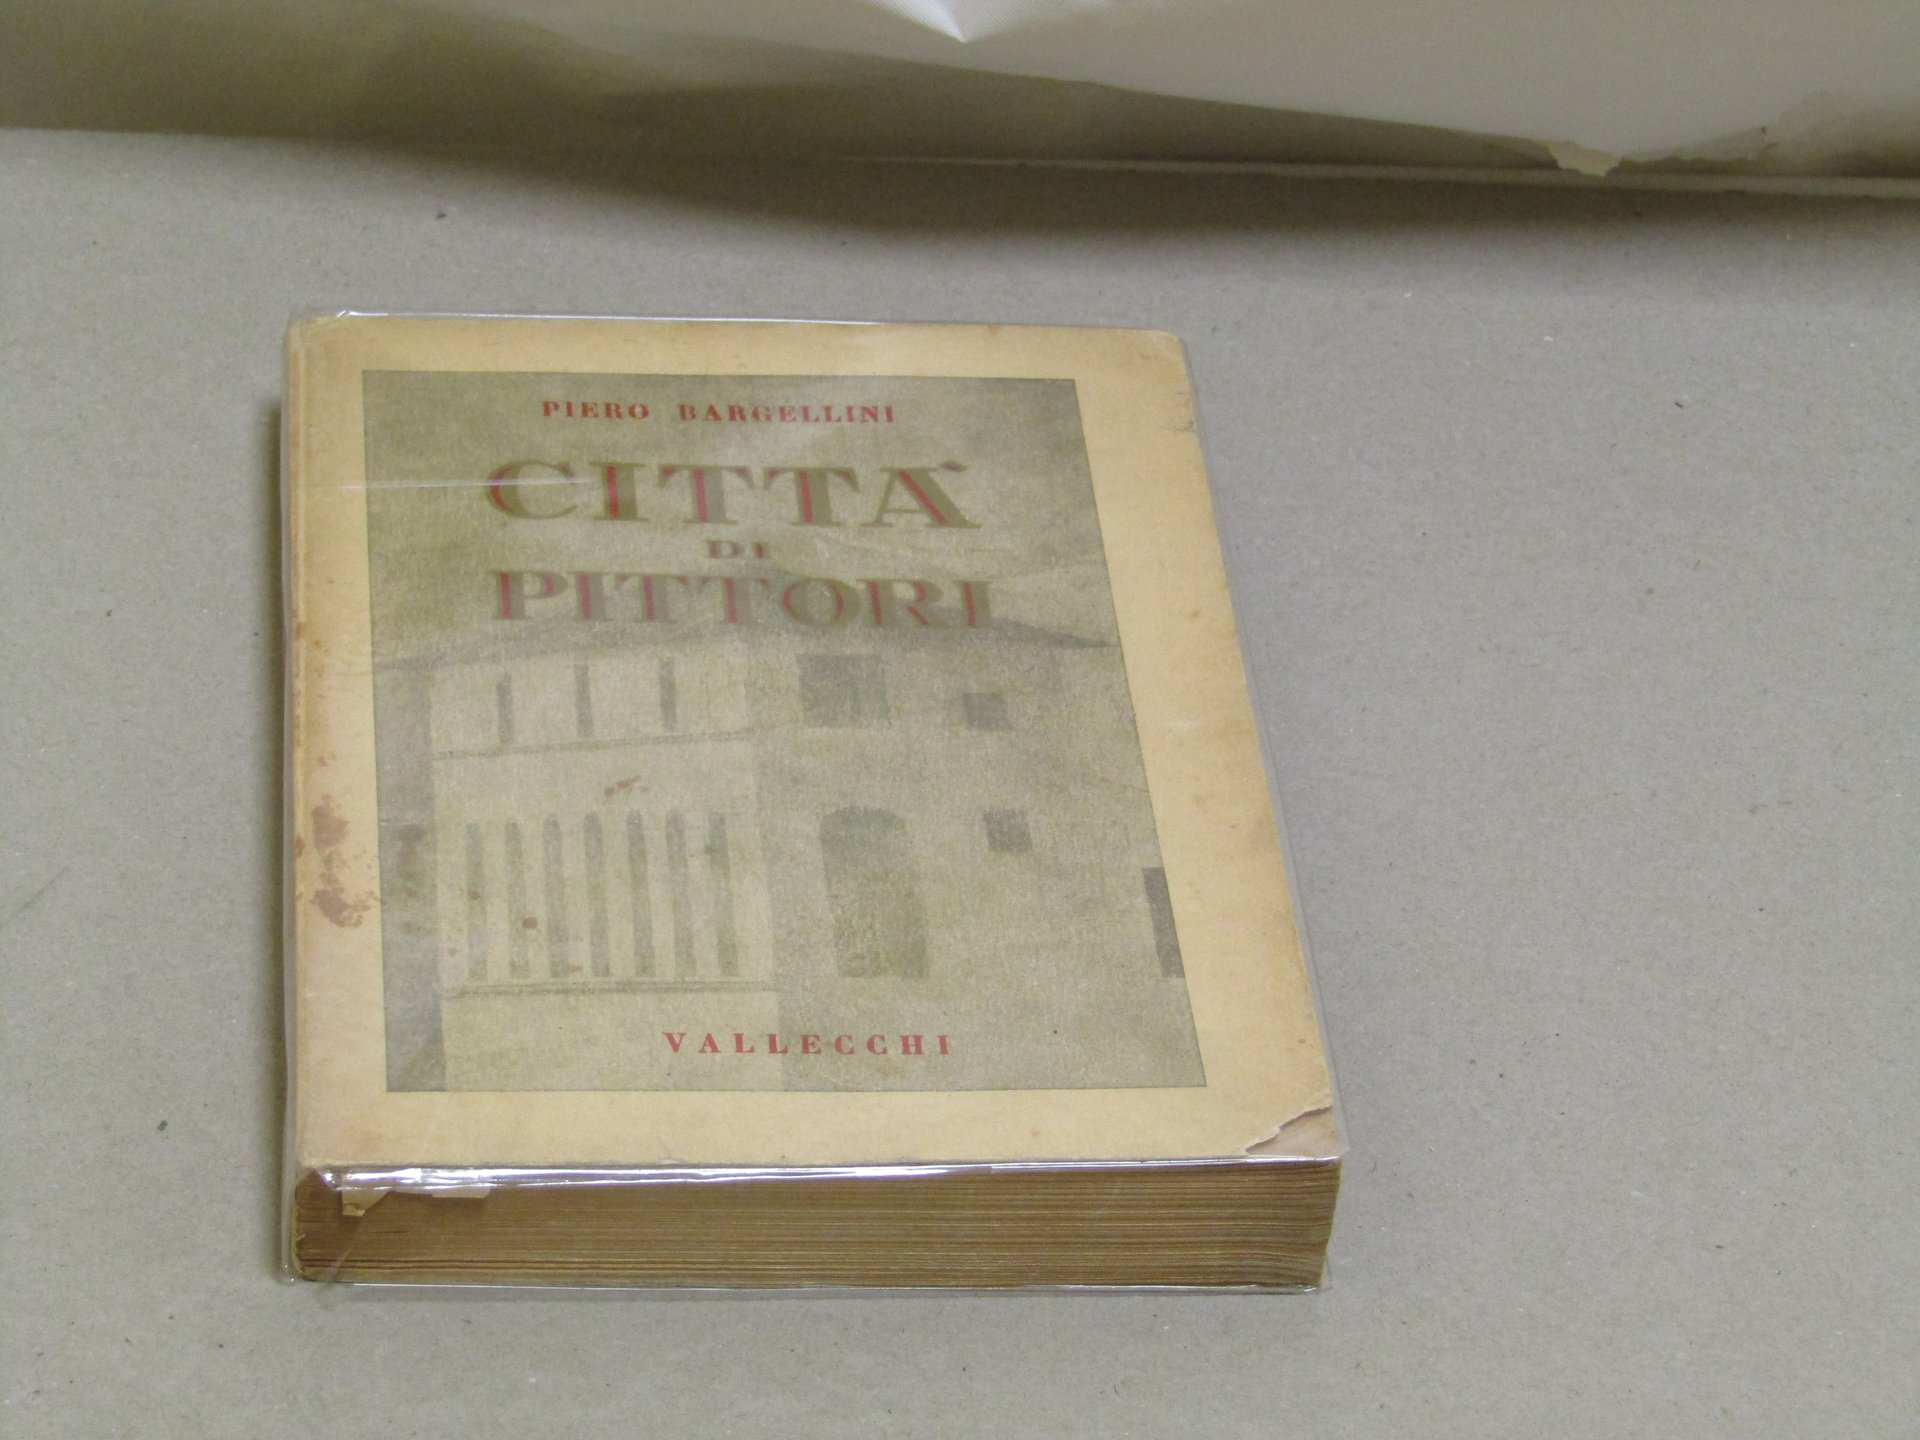 PIERO BARGELLINI
CITTÀ
DI
PITTORI
VALLECCHI